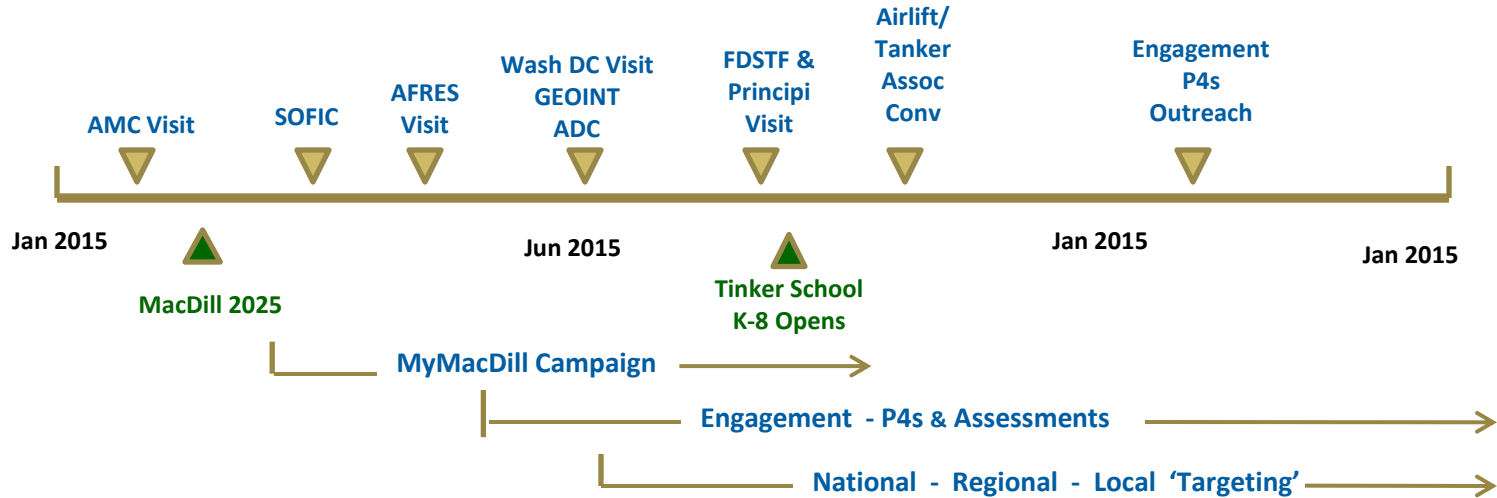 AMC Visit
SOFIC
AFRES
Visit
Wash DC Visit
GEOINT
ADC
FDSTF &
Principi
Visit
Airlift/
Tanker
Assoc
Conv
Engagement
P4s
Outreach
Jan 2015
Jun 2015
Jan 2015
Jan 2015
MacDill 2025
Tinker School
K-8 Opens
MyMacDill Campaign
Engagement - P4s & Assessments
National - Regional - Local ‘Targeting’